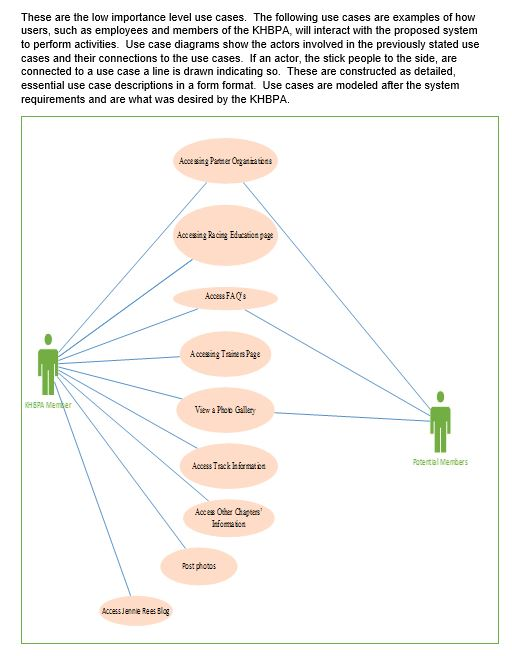 These are the low importance level use cases.  The following use cases are examples of how
users, such as employees and members of the KHBPA, will interact with the proposed system
to perform activities.  Use case diagrams show the actors involved in the previously stated use
cases and their connections to the use cases.  If an actor, the stick people to the side, are
connected to a use case a line is drawn indicating so.  These are constructed as detailed,
essential use case descriptions in a form format.  Use cases are modeled after the system
requirements and are what was desired by the KHBPA.
Accessing Partner Organizations
Accessing Racing Education page
Access FAQ's
Accessing Trainers Page
KHBPA Member
View a Photo Gallery
Potential Members
Access Track Information
Access Other Chapters'
Information
Post photos
Access Jennie Rees Blog